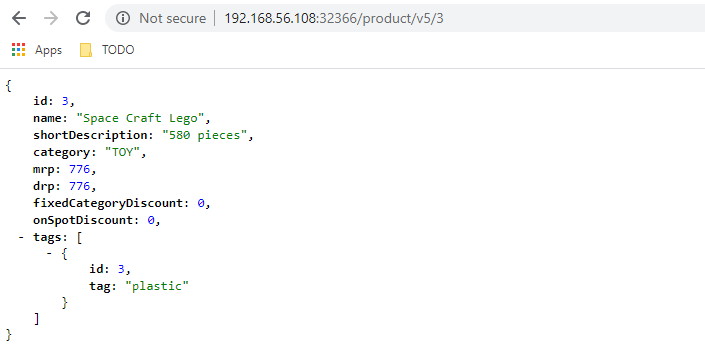 Not secure | 192.168.56.108:32366/product/v5/3
Apps TODO
{
    id: 3,
    name: "Space Craft Lego",
    shortDescription: "580 pieces",
    category: "TOY",
    mrp: 776,
    drp: 776,
    fixedCategoryDiscount: 0,
    onSpotDiscount: 0,
  - tags: [
      - {
            id: 3,
            tag: "plastic"
        }
    ]
}